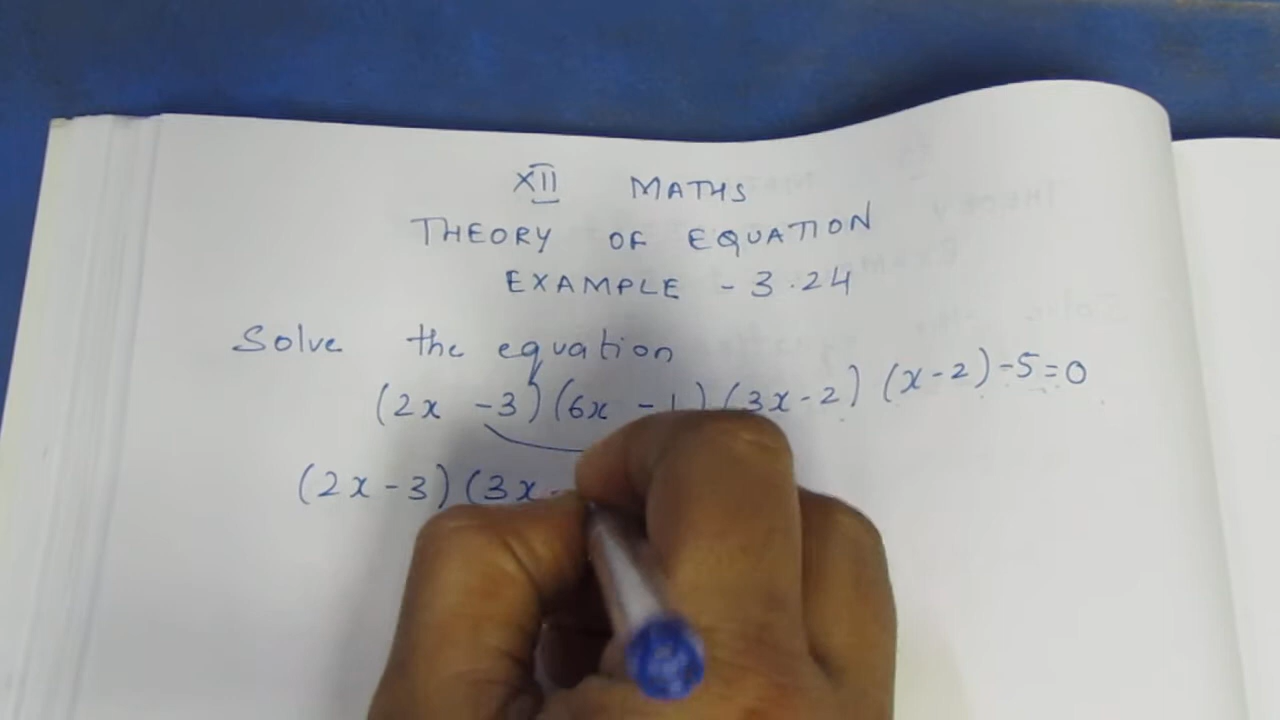 XII MATHS
THEORY OF EQUATION
EXAMPLE - 3.24
Solve the equation
(2x - 3)(6x - 1)(3x - 2)(x - 2) - 5 = 0
(2x - 3)(3x -